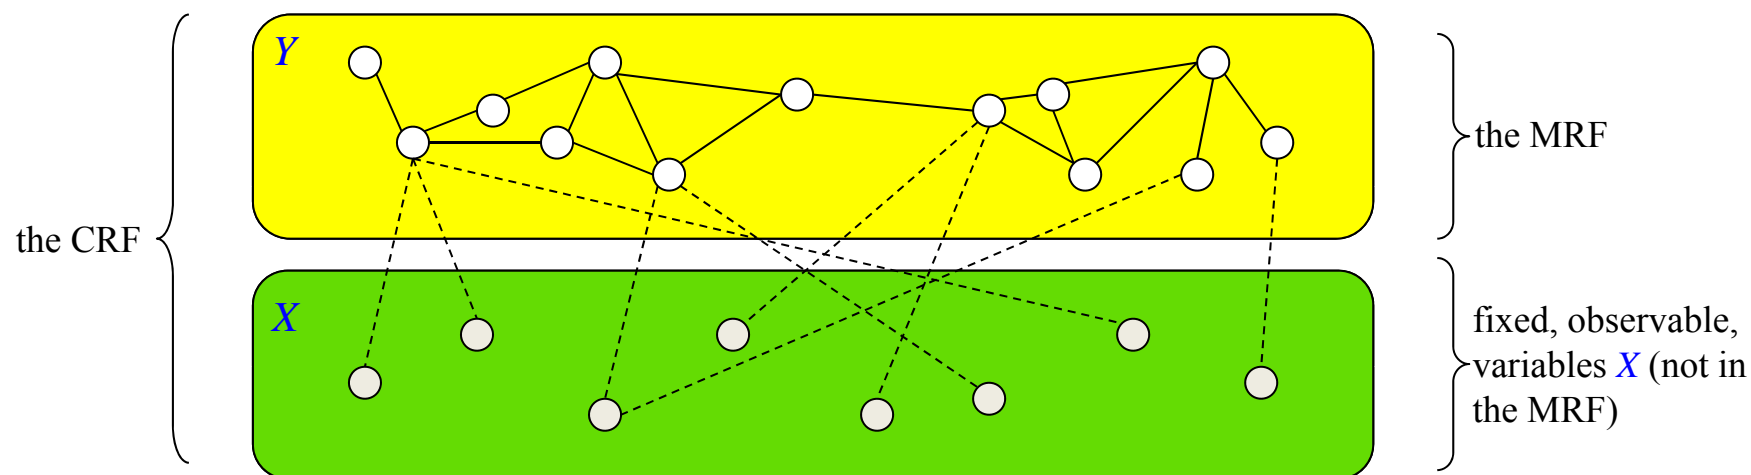 Y
the MRF
the CRF
X
fixed, observable,
variables X (not in
the MRF)